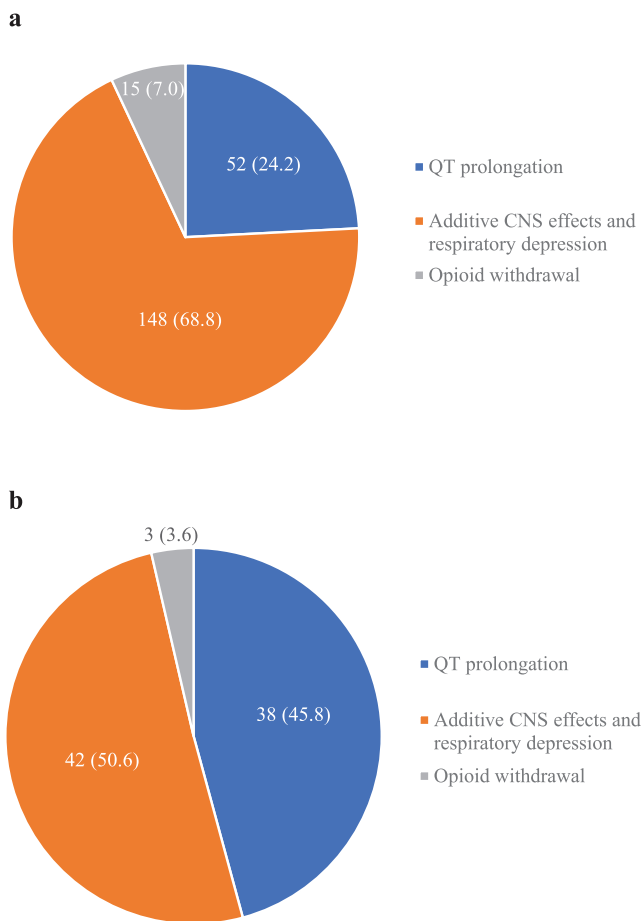 a
15 (7.0)
52 (24.2)
148 (68.8)
QT prolongation
Additive CNS effects and
respiratory depression
Opioid withdrawal
b
3 (3.6)
38 (45.8)
42 (50.6)
QT prolongation
Additive CNS effects and
respiratory depression
Opioid withdrawal